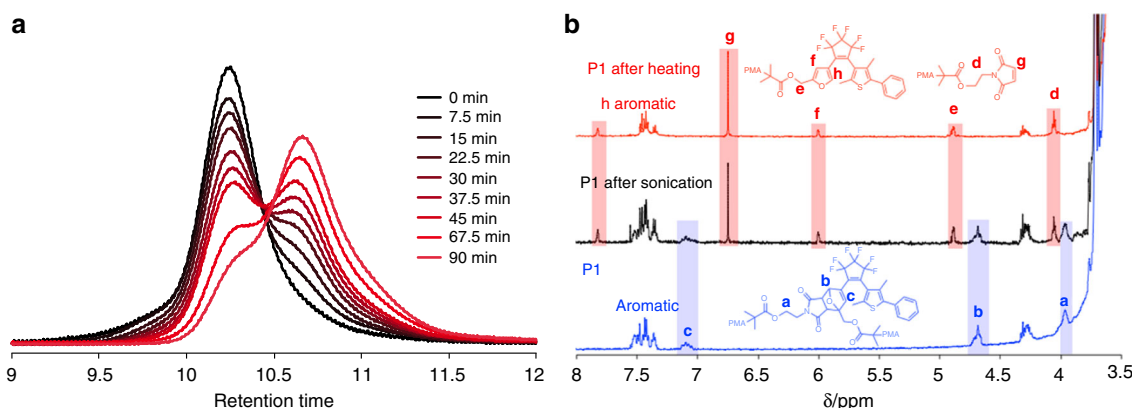 a
0 min
7.5 min
15 min
22.5 min
30 min
37.5 min
45 min
67.5 min
90 min
9
9.5
10
10.5
11
11.5
12
Retention time
b
P1 after heating
h aromatic
g
F F
F F
F F
PMA
O
O
O
S
f
h
e
d
g
PMA
O
O
N
O
O
f
e
d
P1 after sonication
P1
Aromatic
c
F F
F F
F F
b
c
a
PMA
O
O
N
O
O
O
S
O
O
PMA
b
a
8
7.5
7
6.5
6
5.5
5
4.5
4
3.5
δ/ppm